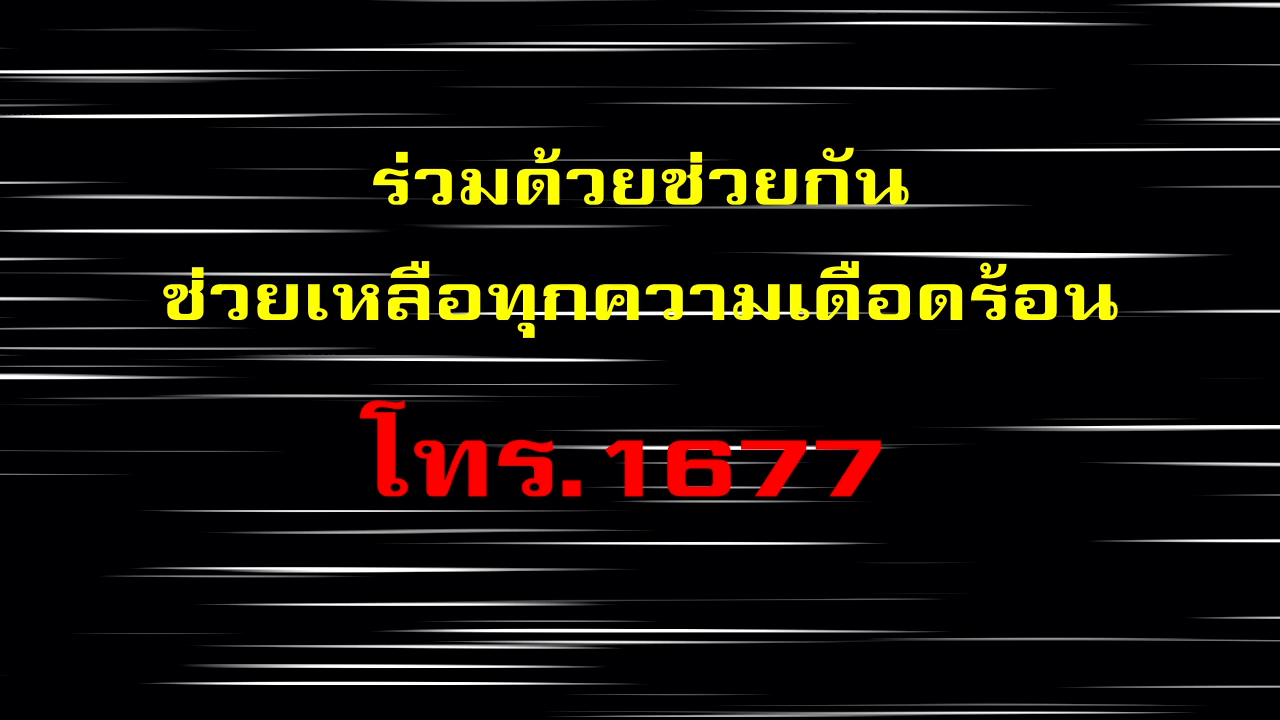 ร่วมด้วยช่วยกัน
ช่วยเหลือทุกความเดือดร้อน
โทร. 1677